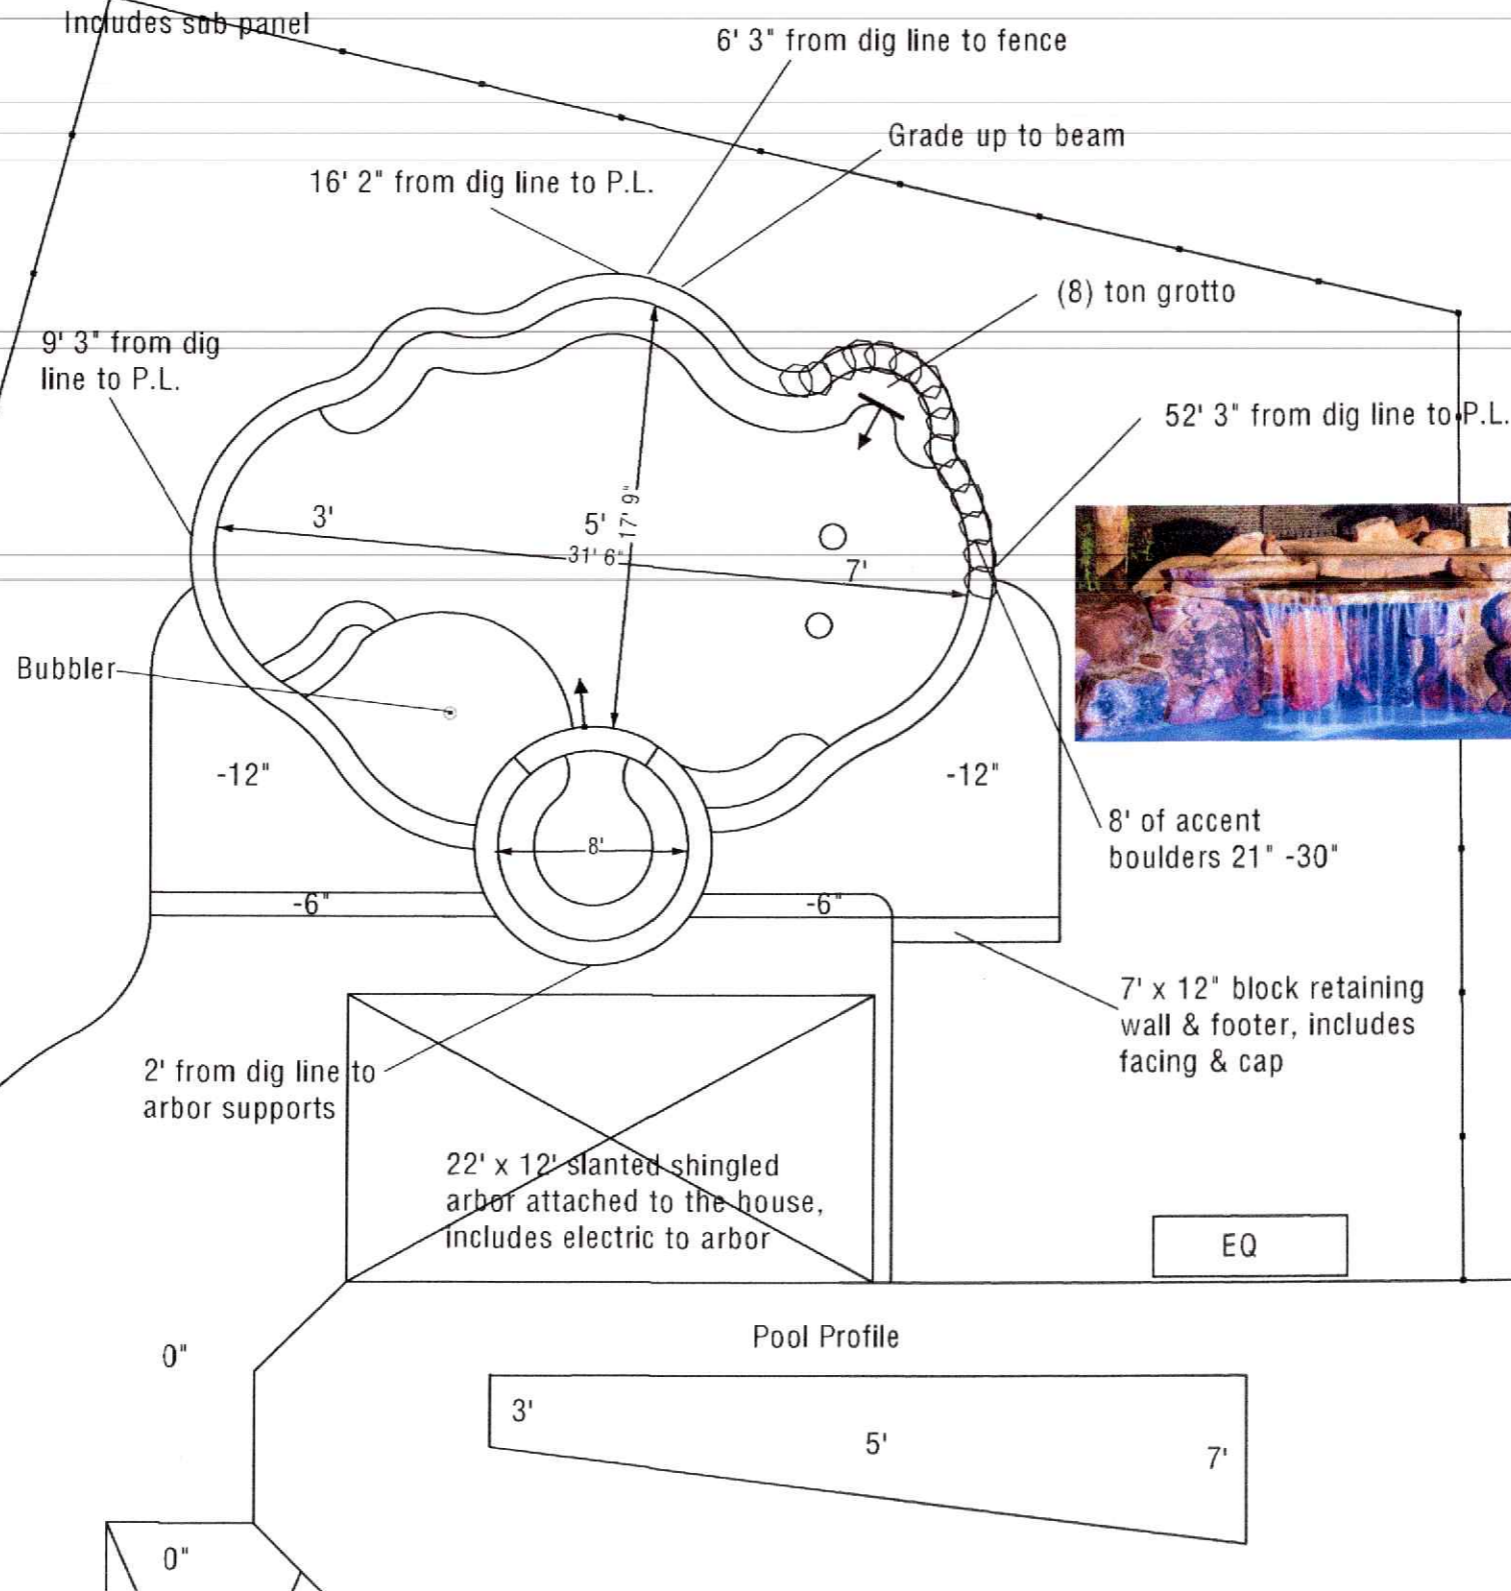 Includes sub panel
6' 3" from dig line to fence
Grade up to beam
16' 2" from dig line to P.L.
(8) ton grotto
9' 3" from dig
line to P.L.
52' 3" from dig line to P.L.
3'
5'
17' 9"
31' 6"
7'
Bubbler
-12"
-12"
8' of accent
boulders 21" -30"
8'
-6"
-6"
7' x 12" block retaining
wall & footer, includes
facing & cap
2' from dig line to
arbor supports
22' x 12' slanted shingled
arbor attached to the house,
includes electric to arbor
EQ
Pool Profile
0"
3'
5'
7'
0"